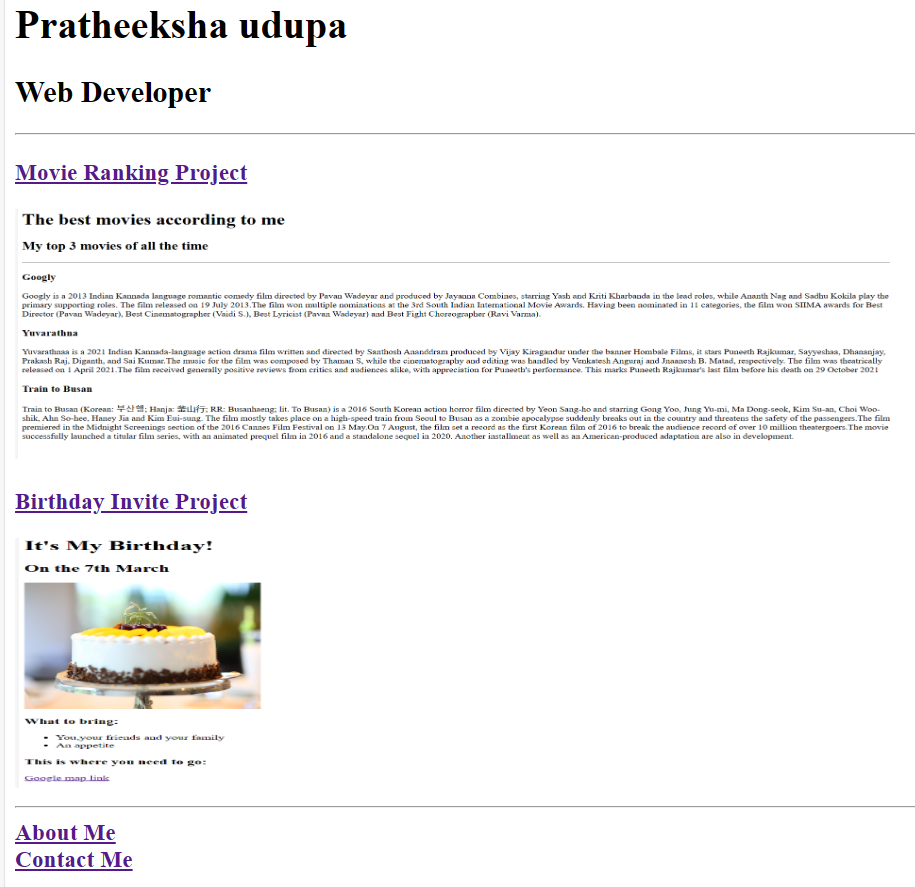 Pratheeksha udupa
Web Developer
Movie Ranking Project
The best movies according to me
My top 3 movies of all the time
Googly
Googly is a 2013 Indian Kannada language romantic comedy film directed by Pavan Wadeyar and produced by Jayanna Combines, starring Yash and Kriti Kharbanda in the lead roles, while Ananth Nag and Sadhu Kokila play the
primary supporting roles. The film released on 19 July 2013.The film won multiple nominations at the 3rd South Indian International Movie Awards. Having been nominated in 11 categories, the film won SIIMA awards for Best
Director (Pavan Wadeyar), Best Cinematographer (Vaidi S.), Best Lyricist (Pavan Wadeyar) and Best Fight Choreographer (Ravi Varma).
Yuvarathna
Yuvarathnaa is a 2021 Indian Kannada-language action drama film written and directed by Santhosh Ananddram produced by Vijay Kiragandur under the banner Hombale Films, it stars Puneeth Rajkumar, Sayyeshaa, Dhananjay,
Prakash Raj, Diganth, and Sai Kumar.The music for the film was composed by Thaman S, while the cinematography and editing was handled by Venkatesh Anguraj and Jnaanesh B. Matad, respectively. The film was theatrically
released on 1 April 2021.The film received generally positive reviews from critics and audiences alike, with appreciation for Puneeth's performance. This marks Puneeth Rajkumar's last film before his death on 29 October 2021
Train to Busan
Train to Busan (Korean: 부산행; Hanja: 釜山行; RR: Busanhaeng; lit. To Busan) is a 2016 South Korean action horror film directed by Yeon Sang-ho and starring Gong Yoo, Jung Yu-mi, Ma Dong-seok, Kim Su-an, Choi Woo-
shik, Ahn So-hee, Haney Jia and Kim Eui-sung. The film mostly takes place on a high-speed train from Seoul to Busan as a zombie apocalypse suddenly breaks out in the country and threatens the safety of the passengers.The film
premiered in the Midnight Screenings section of the 2016 Cannes Film Festival on 13 May.On 7 August, the film set a record as the first Korean film of 2016 to break the audience record of over 10 million theatergoers.The movie
successfully launched a titular film series, with an animated prequel film in 2016 and a standalone sequel in 2020. Another installment as well as an American-produced adaptation are also in development.
Birthday Invite Project
It's My Birthday!
On the 7th March
What to bring:
You,your friends and your family
An appetite
This is where you need to go:
Google map link
About Me
Contact Me